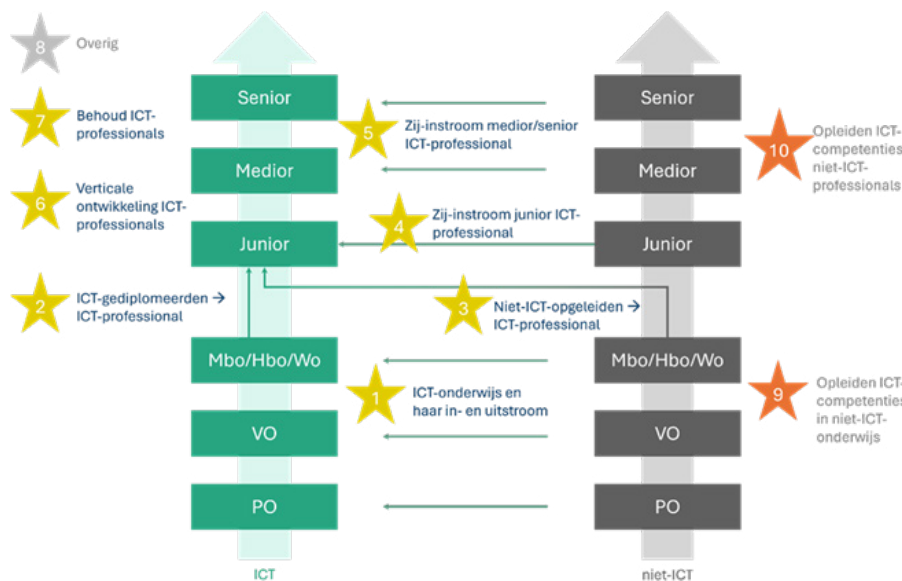 8
Overig
Senior
Senior
7
Behoud ICT-
professionals
5
Zij-instroom medior/senior
ICT-professional
10
Opleiden ICT-
competenties
niet-ICT-
professionals
Medior
Medior
6
Verticale
ontwikkeling ICT-
professionals
4
Zij-instroom junior ICT-
professional
Junior
Junior
2
ICT-gediplomeerden →
ICT-professional
3
Niet-ICT-opgeleiden →
ICT-professional
Mbo/Hbo/Wo
Mbo/Hbo/Wo
1
ICT-onderwijs en
haar in- en uitstroom
9
Opleiden ICT-
competenties
in niet-ICT-
onderwijs
VO
VO
PO
PO
ICT
niet-ICT